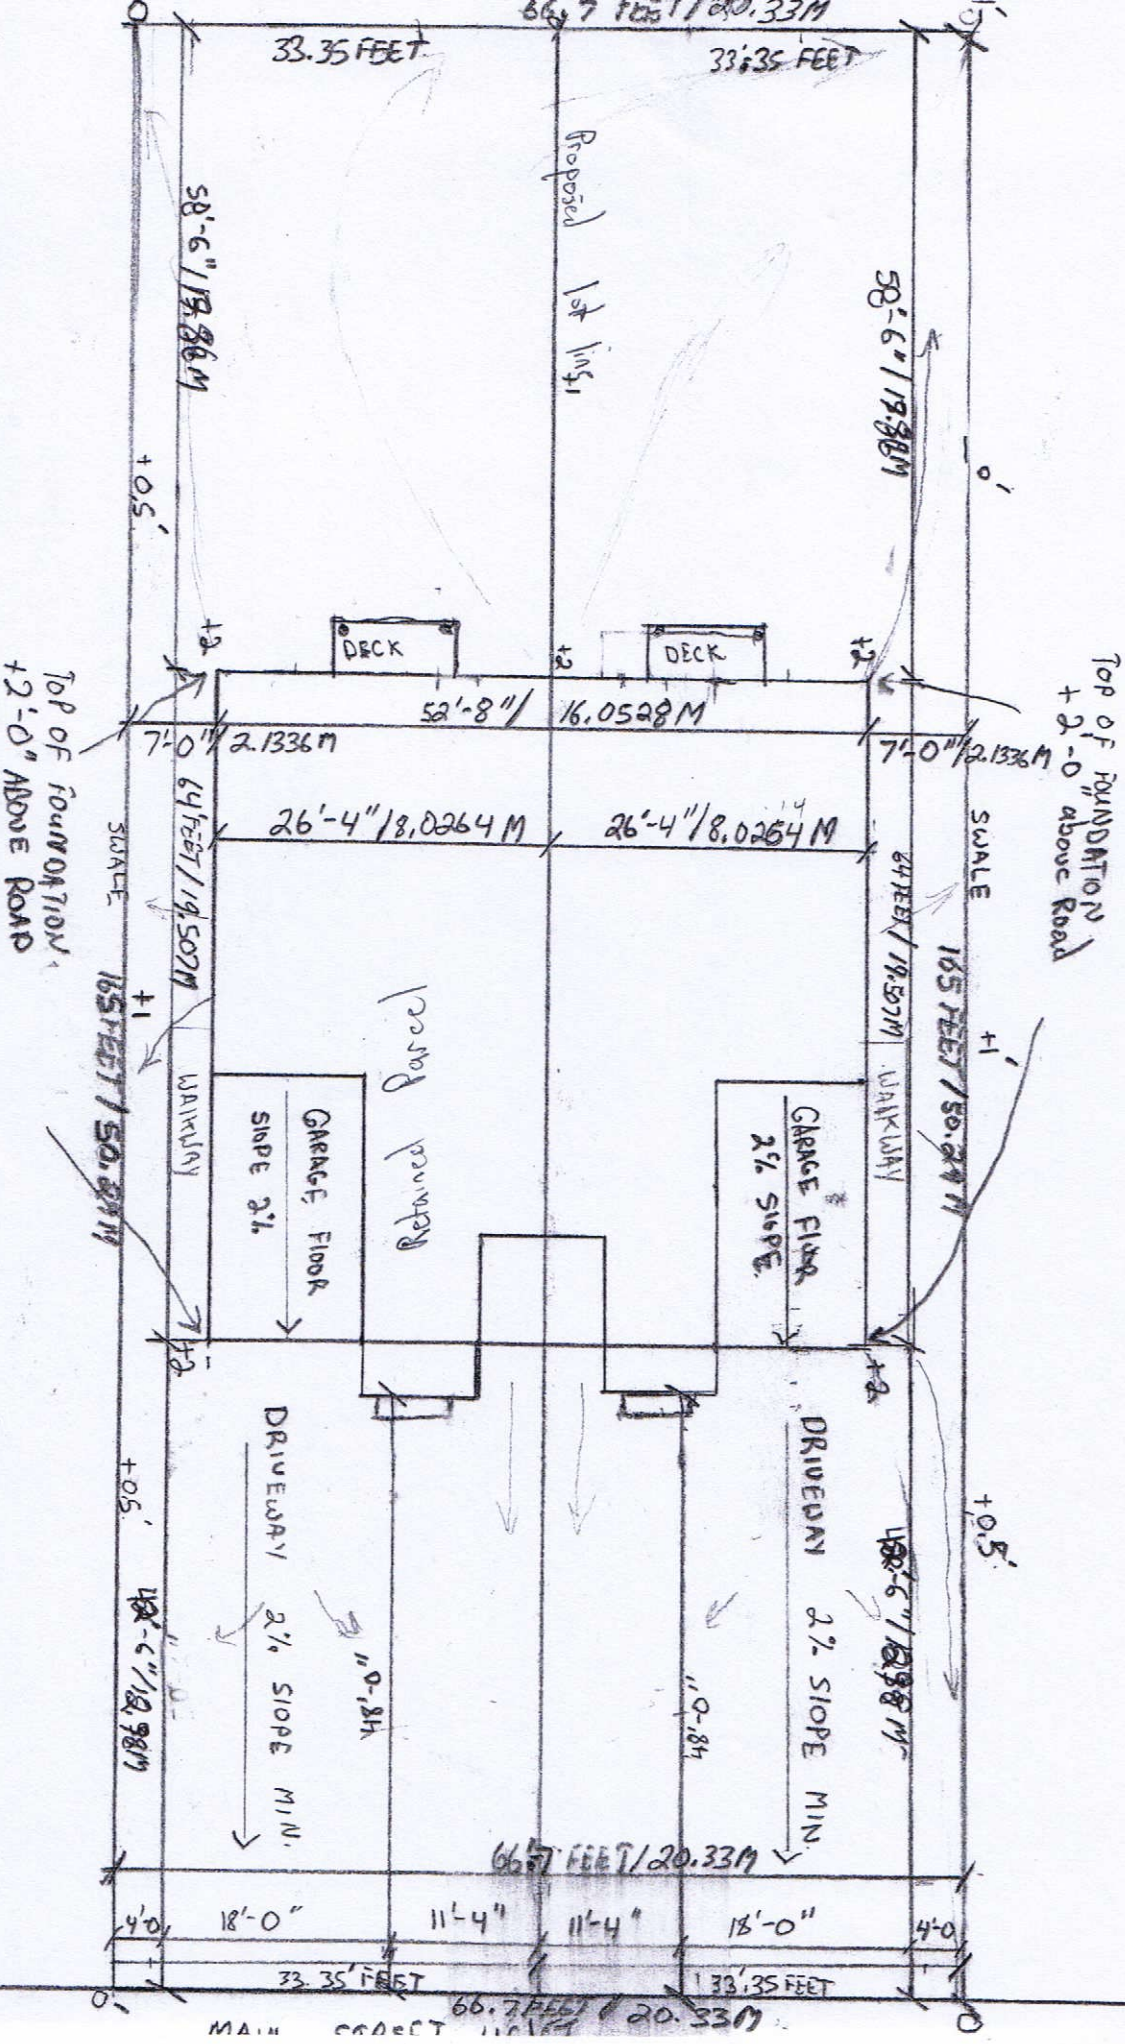 66.7 FEET / 20.33M
33.35 FEET
33.35 FEET
Proposed lot line
58'-6" / 17.86M
58'-6" / 17.88M
+0.5'
0'
+2
DECK
+2
DECK
+2
52'-8" / 16.0528M
7'-0" / 2.1336M
7'-0" / 2.1336M
26'-4" / 8.0264M
26'-4" / 8.0264M
TOP OF FOUNDATION
+2'-0" ABOVE ROAD
TOP OF FOUNDATION
+2'-0" above Road
SWALE
SWALE
64 FEET / 19.507M
64 FEET / 19.507M
+1
+1'
165 FEET / 50.29M
165 FEET / 50.29M
WALKWAY
WALKWAY
Retained Parcel
GARAGE FLOOR
SLOPE 2%
GARAGE FLOOR
2% SLOPE
+2
+2
DRIVEWAY 2% SLOPE MIN.
DRIVEWAY 2% SLOPE MIN.
+0.5'
+0.5'
48'-0"
48'-0"
66.7 FEET / 20.33M
4'-0
18'-0"
11'-4"
11'-4"
18'-0"
4'-0
33.35' FEET
33.35 FEET
0'
66.7 FEET / 20.33M
0
MAIN STREET